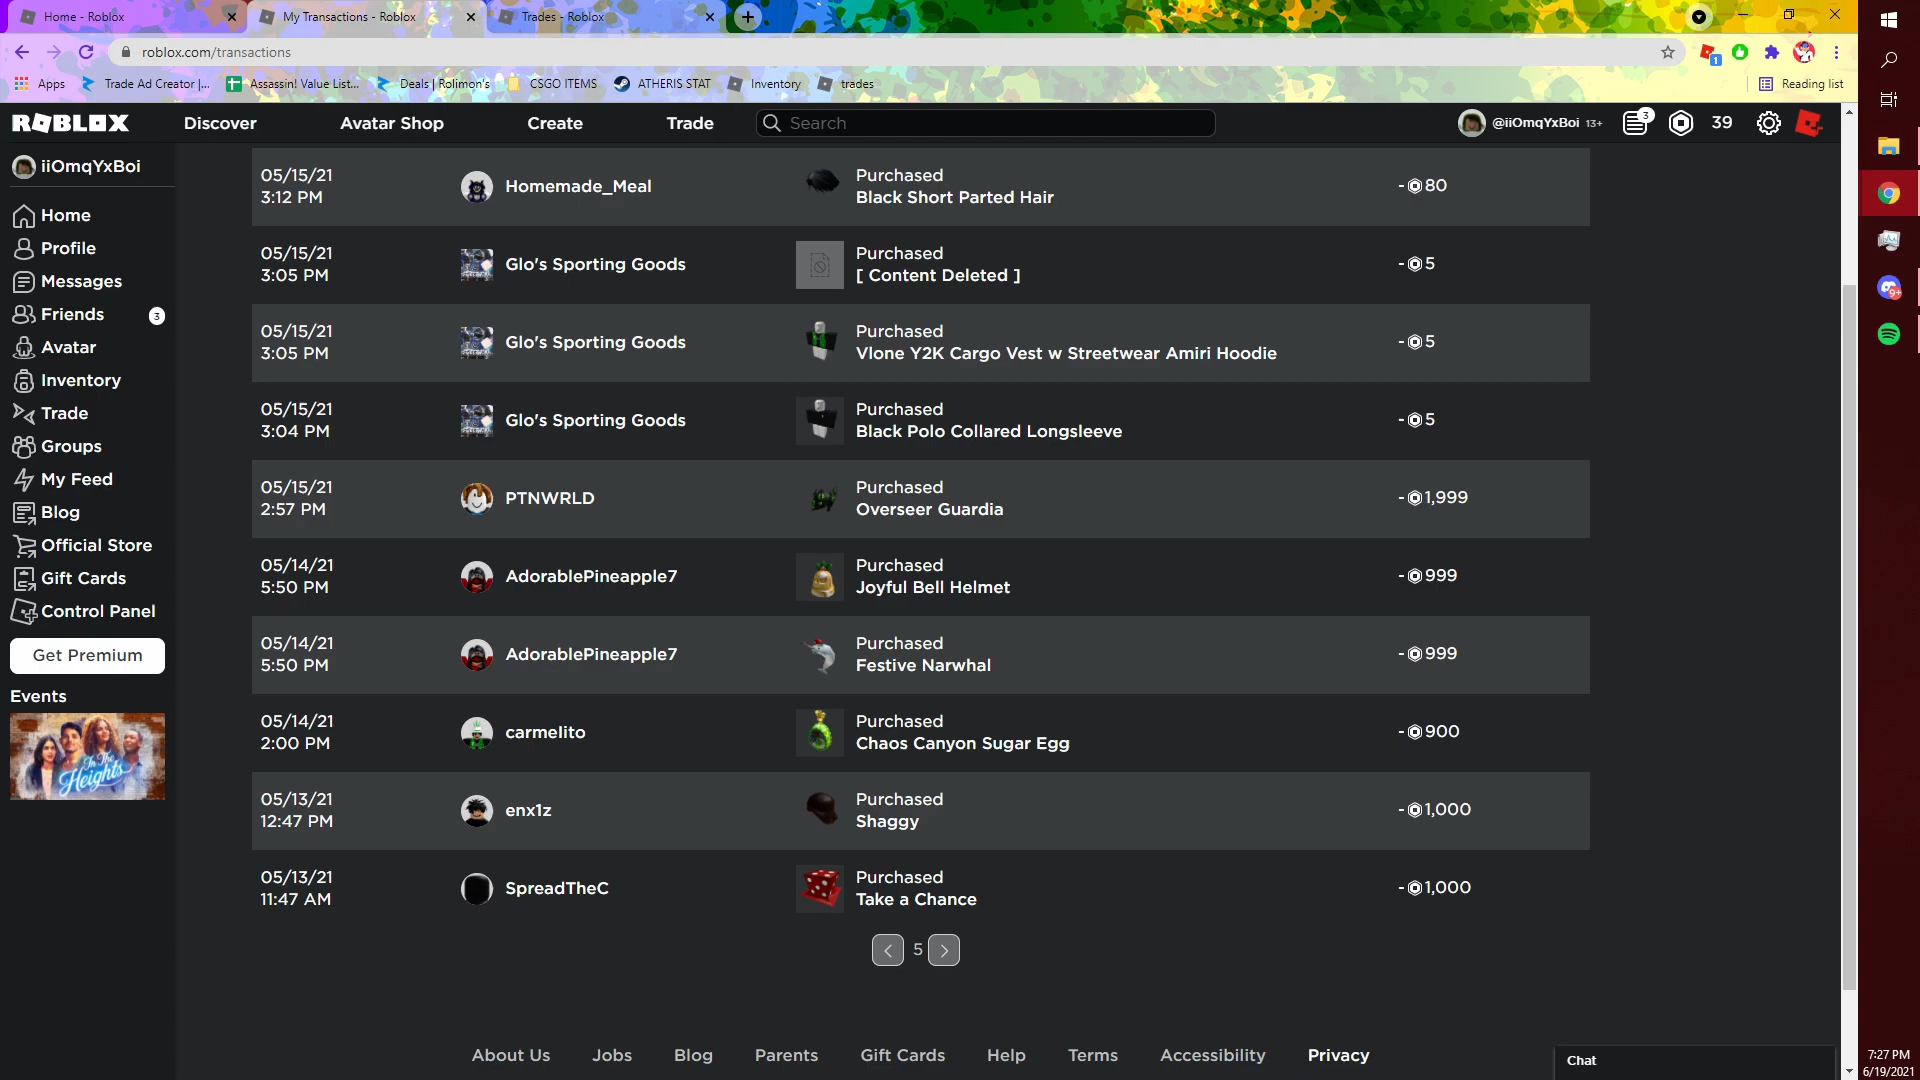 Home - Roblox
My Transactions - Roblox
Trades - Roblox
roblox.com/transactions
Apps
Trade Ad Creator |...
Assassin! Value List...
Deals | Rolimon's
CSGO ITEMS
ATHERIS STAT
Inventory
trades
Reading list
ROBLOX
Discover
Avatar Shop
Create
Trade
Search
@iiOmqYxBoi 13+
3
39
1
iiOmqYxBoi
Home
Profile
Messages
Friends
3
Avatar
Inventory
Trade
Groups
My Feed
Blog
Official Store
Gift Cards
Control Panel
Get Premium
Events
In The
Heights
05/15/21
3:12 PM
Homemade_Meal
Purchased
Black Short Parted Hair
-80
05/15/21
3:05 PM
Glo's Sporting Goods
Purchased
[ Content Deleted ]
-5
05/15/21
3:05 PM
Glo's Sporting Goods
Purchased
Vlone Y2K Cargo Vest w Streetwear Amiri Hoodie
-5
05/15/21
3:04 PM
Glo's Sporting Goods
Purchased
Black Polo Collared Longsleeve
-5
05/15/21
2:57 PM
PTNWRLD
Purchased
Overseer Guardia
-1,999
05/14/21
5:50 PM
AdorablePineapple7
Purchased
Joyful Bell Helmet
-999
05/14/21
5:50 PM
AdorablePineapple7
Purchased
Festive Narwhal
-999
05/14/21
2:00 PM
carmelito
Purchased
Chaos Canyon Sugar Egg
-900
05/13/21
12:47 PM
enx1z
Purchased
Shaggy
-1,000
05/13/21
11:47 AM
SpreadTheC
Purchased
Take a Chance
-1,000
5
About Us
Jobs
Blog
Parents
Gift Cards
Help
Terms
Accessibility
Privacy
Chat
9+
7:27 PM
6/19/2021